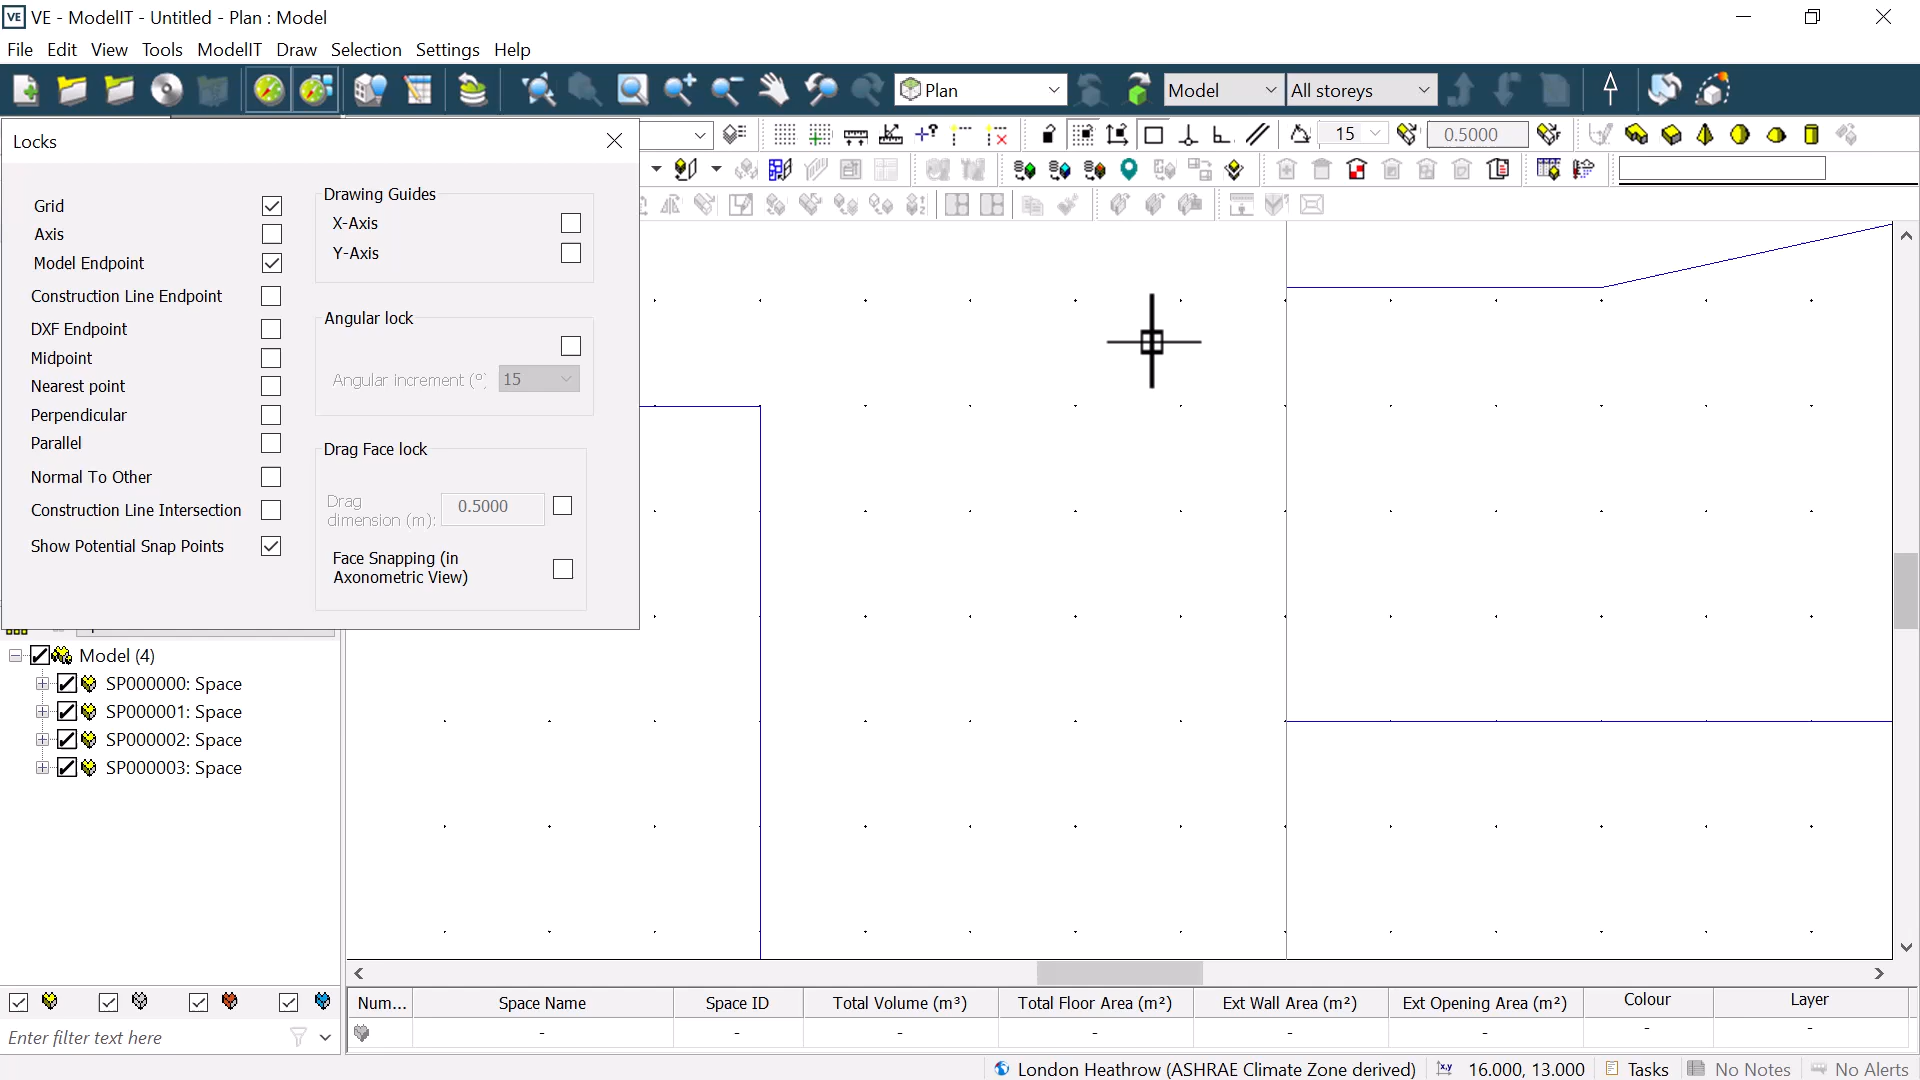 VE - ModelIT - Untitled - Plan : Model
File Edit View Tools ModelIT Draw Selection Settings Help
Plan Model All storeys
Locks
15 0.5000
Grid
Axis
Model Endpoint
Construction Line Endpoint
DXF Endpoint
Midpoint
Nearest point
Perpendicular
Parallel
Normal To Other
Construction Line Intersection
Show Potential Snap Points
Drawing Guides
X-Axis
Y-Axis
Angular lock
Angular increment (° 15
Drag Face lock
Drag
dimension (m): 0.5000
Face Snapping (in
Axonometric View)
Model (4)
SP000000: Space
SP000001: Space
SP000002: Space
SP000003: Space
Enter filter text here
Num... Space Name Space ID Total Volume (m³) Total Floor Area (m²) Ext Wall Area (m²) Ext Opening Area (m²) Colour Layer
- - - - - - - -
London Heathrow (ASHRAE Climate Zone derived) 16.000, 13.000 Tasks No Notes No Alerts